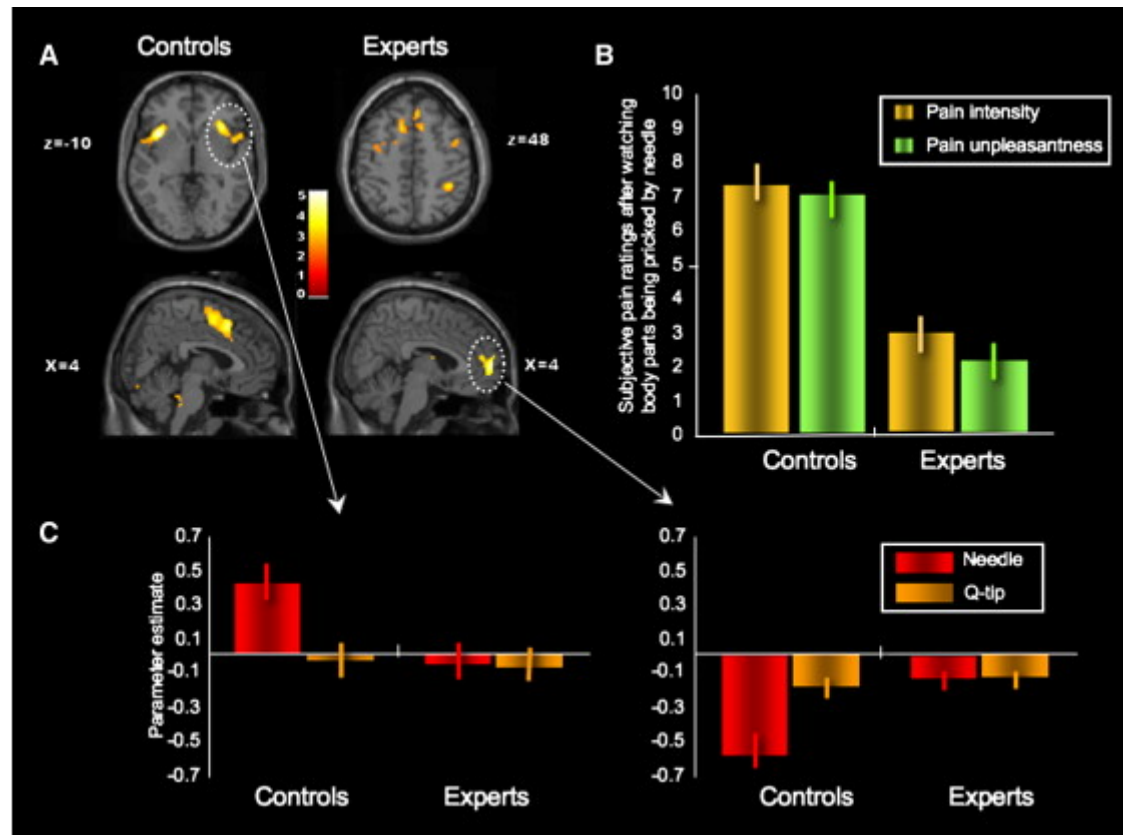 A
Controls
Experts
z=-10
z=48
5
4
3
2
1
0
X=4
X=4
B
Subjective pain ratings after watching
body parts being pricked by needle
10
9
8
7
6
5
4
3
2
1
0
Pain intensity
Pain unpleasantness
Controls
Experts
C
Parameter estimate
0.7
0.5
0.3
0.1
-0.1
-0.3
-0.5
-0.7
Controls
Experts
0.7
0.5
0.3
0.1
-0.1
-0.3
-0.5
-0.7
Needle
Q-tip
Controls
Experts